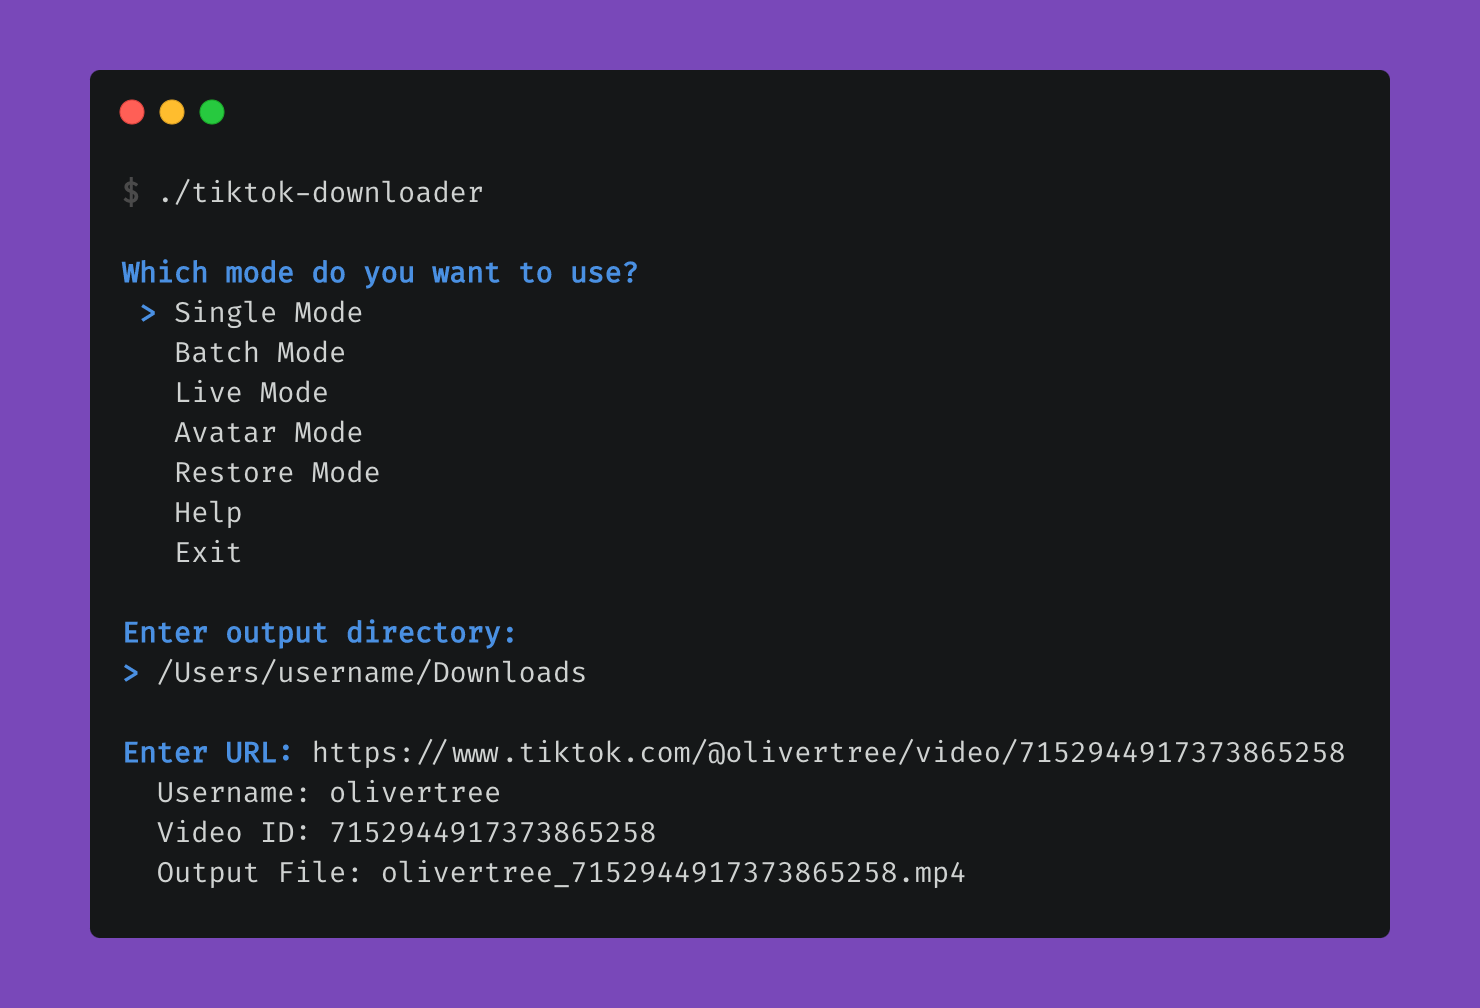 $ ./tiktok-downloader
Which mode do you want to use?
> Single Mode
Batch Mode
Live Mode
Avatar Mode
Restore Mode
Help
Exit
Enter output directory:
> /Users/username/Downloads
Enter URL: https://www.tiktok.com/@olivertree/video/7152944917373865258
Username: olivertree
Video ID: 7152944917373865258
Output File: olivertree_7152944917373865258.mp4